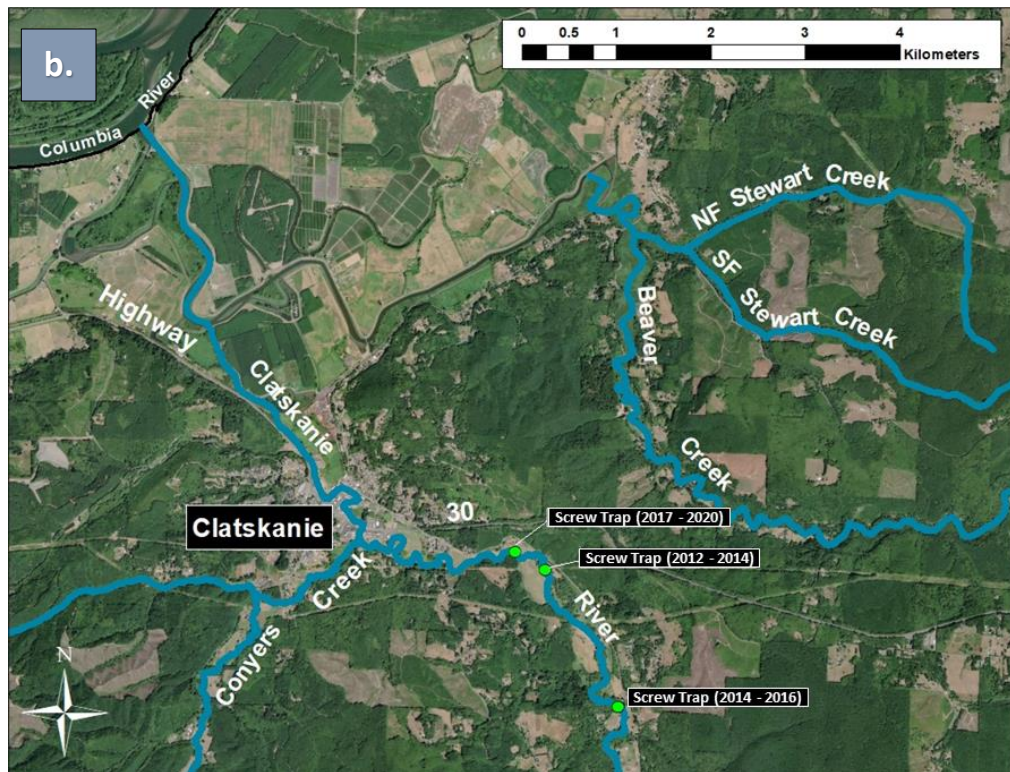 b.
0 0.5 1 2 3 4
Kilometers
Columbia River
NF Stewart Creek
SF Stewart Creek
Beaver Creek
Highway 30
Clatskanie River
Clatskanie
Screw Trap (2017 - 2020)
Screw Trap (2012 - 2014)
Screw Trap (2014 - 2016)
Conyers Creek
N